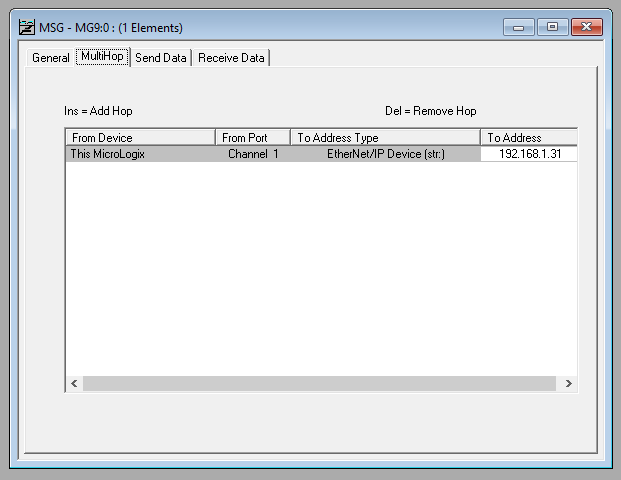 MSG - MG9:0 : (1 Elements)
General MultiHop Send Data Receive Data
Ins = Add Hop Del = Remove Hop
From Device From Port To Address Type To Address
This MicroLogix Channel 1 EtherNet/IP Device (str:) 192.168.1.31